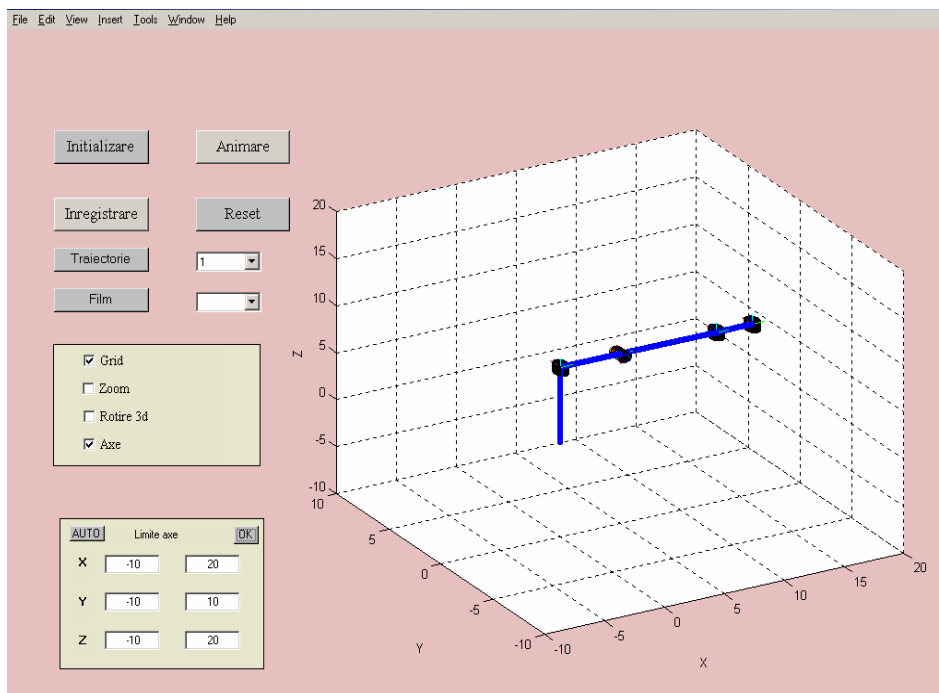 File Edit View Insert Tools Window Help
Initializare Animare
Inregistrare Reset
Traiectorie 1
Film
Grid
Zoom
Rotire 3d
Axe
AUTO Limite axe OK
X -10 20
Y -10 10
Z -10 20
20
15
10
5
0
-5
-10
Z
10
5
0
-5
-10
Y
-10
-5
0
5
10
15
20
X